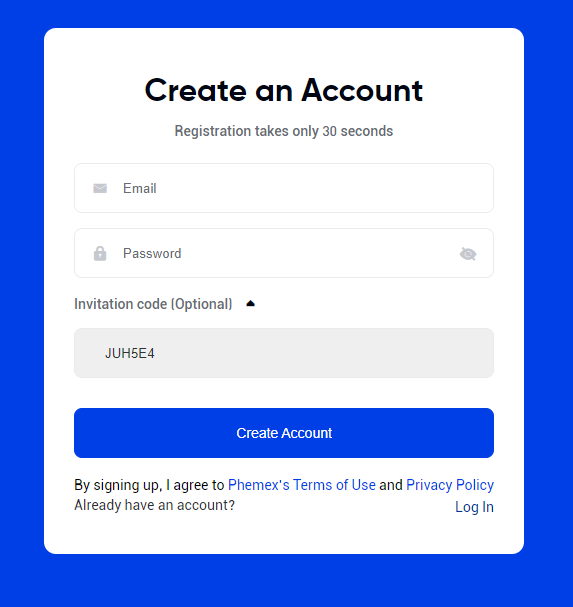 Create an Account
Registration takes only 30 seconds
Email
Password
Invitation code (Optional)
JUH5E4
Create Account
By signing up, I agree to Phemex's Terms of Use and Privacy Policy
Already have an account? Log In